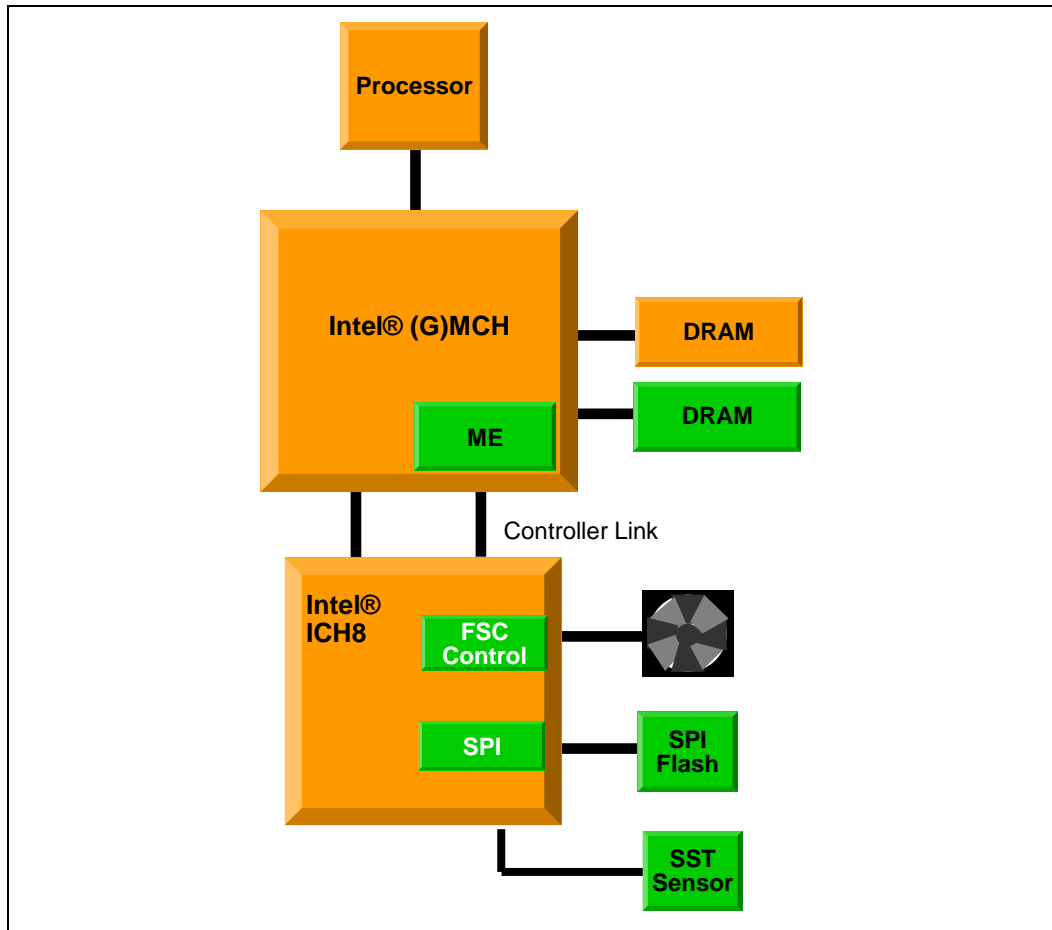 Processor
Intel® (G)MCH
DRAM
DRAM
ME
Controller Link
Intel®
ICH8
FSC
Control
SPI
SPI
Flash
SST
Sensor